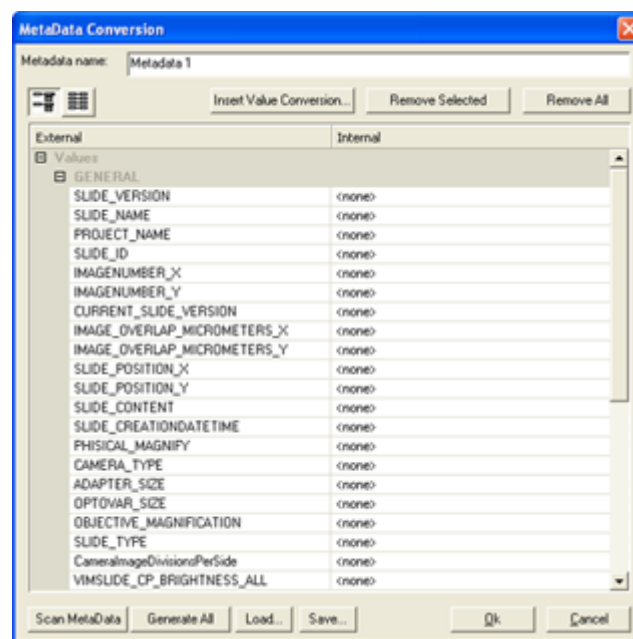 MetaData Conversion
Metadata name: Metadata 1
Insert Value Conversion... Remove Selected Remove All
External Internal
Values
GENERAL
SLIDE_VERSION <none>
SLIDE_NAME <none>
PROJECT_NAME <none>
SLIDE_ID <none>
IMAGENUMBER_X <none>
IMAGENUMBER_Y <none>
CURRENT_SLIDE_VERSION <none>
IMAGE_OVERLAP_MICROMETERS_X <none>
IMAGE_OVERLAP_MICROMETERS_Y <none>
SLIDE_POSITION_X <none>
SLIDE_POSITION_Y <none>
SLIDE_CONTENT <none>
SLIDE_CREATIONDATETIME <none>
PHISICAL_MAGNIFY <none>
CAMERA_TYPE <none>
ADAPTER_SIZE <none>
OPTOVAR_SIZE <none>
OBJECTIVE_MAGNIFICATION <none>
SLIDE_TYPE <none>
CameraImageDivisionsPerSide <none>
VIMSLIDE_CP_BRIGHTNESS_ALL <none>
Scan MetaData Generate All Load... Save... Ok Cancel